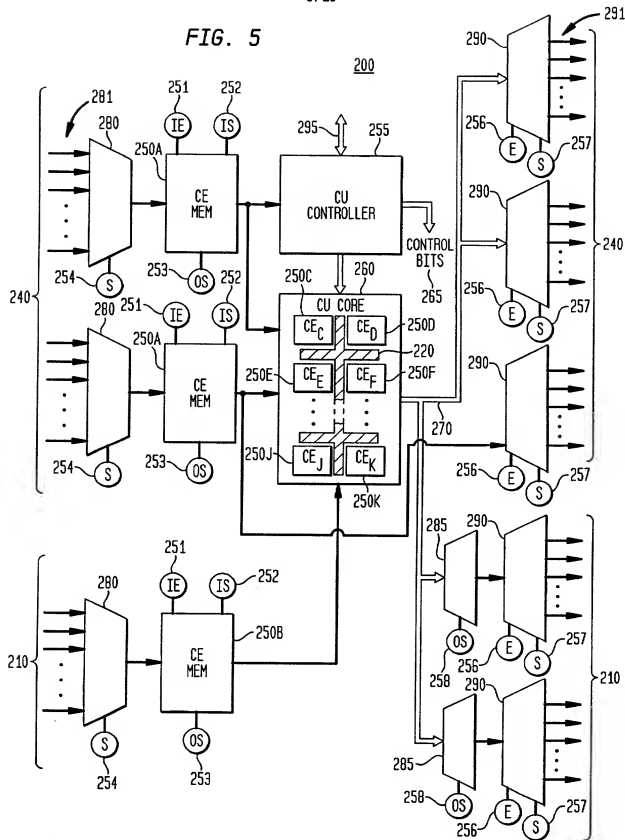 FIG. 5
200
290
291
256
E
S
257
240
281
280
251
IE
252
IS
250A
CE
MEM
253
OS
254
S
240
295
255
CU
CONTROLLER
CONTROL
BITS
265
290
256
E
S
257
240
251
IE
252
IS
280
250A
CE
MEM
253
OS
254
S
250C
260
CU CORE
CE C
CE D
250D
220
250E
CE E
CE F
250F
250J
CE J
CE K
250K
270
290
256
E
S
257
210
280
251
IE
252
IS
250B
CE
MEM
253
OS
S
254
285
290
258
OS
256
E
S
257
210
290
285
258
OS
256
E
S
257